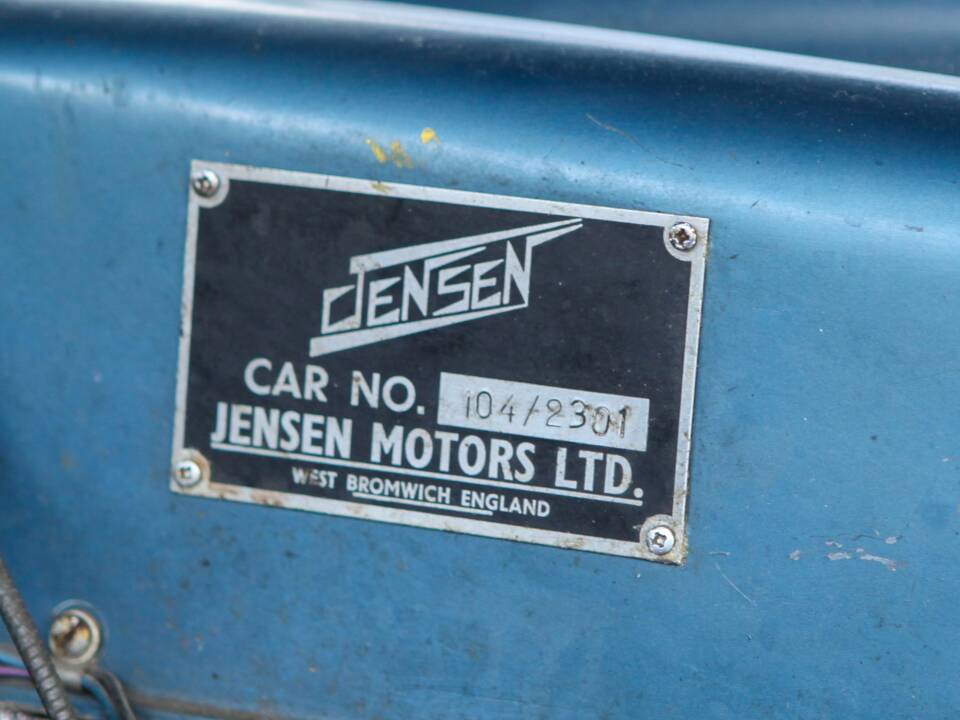 JENSEN
CAR NO. 104/2301
JENSEN MOTORS LTD.
WEST BROMWICH ENGLAND